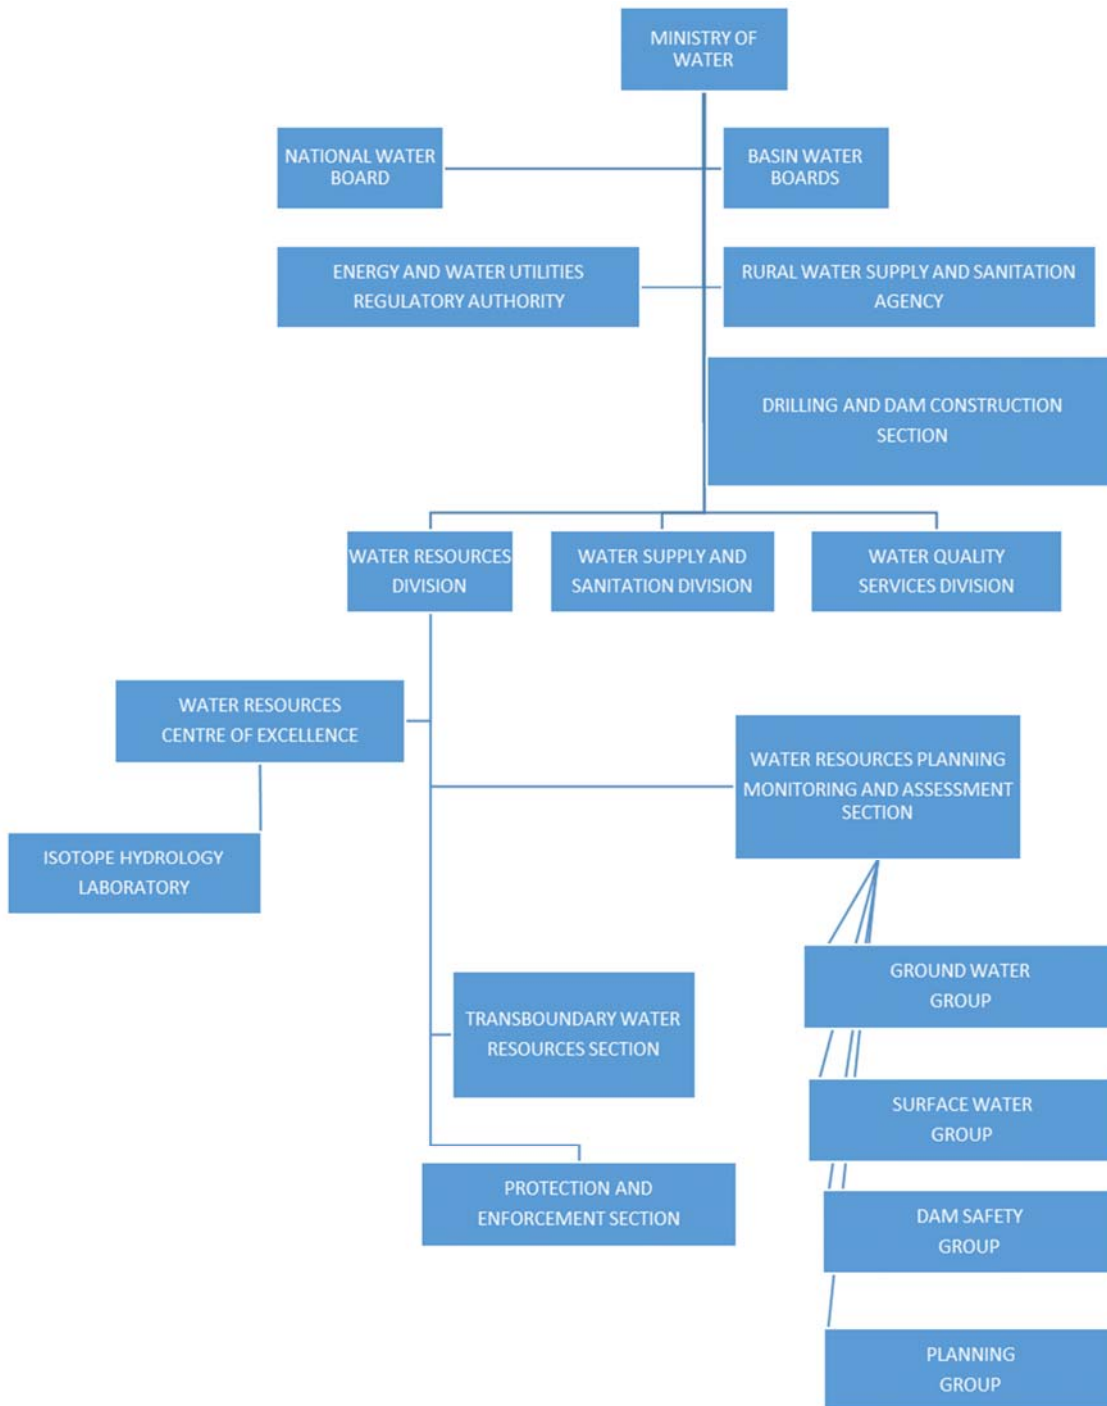 MINISTRY OF
WATER
NATIONAL WATER
BOARD
BASIN WATER
BOARDS
ENERGY AND WATER UTILITIES
REGULATORY AUTHORITY
RURAL WATER SUPPLY AND SANITATION
AGENCY
DRILLING AND DAM CONSTRUCTION
SECTION
WATER RESOURCES
DIVISION
WATER SUPPLY AND
SANITATION DIVISION
WATER QUALITY
SERVICES DIVISION
WATER RESOURCES
CENTRE OF EXCELLENCE
WATER RESOURCES PLANNING
MONITORING AND ASSESSMENT
SECTION
ISOTOPE HYDROLOGY
LABORATORY
GROUND WATER
GROUP
TRANSBOUNDARY WATER
RESOURCES SECTION
SURFACE WATER
GROUP
PROTECTION AND
ENFORCEMENT SECTION
DAM SAFETY
GROUP
PLANNING
GROUP